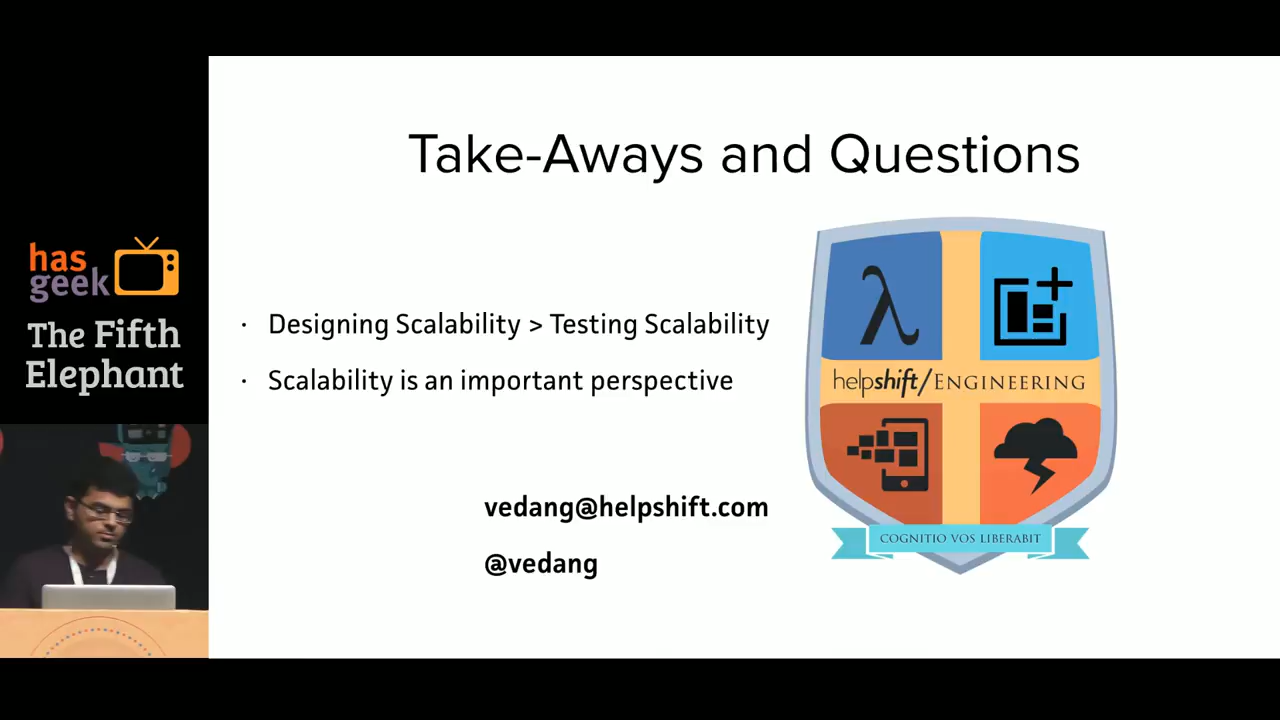 has
geek
The Fifth
Elephant
Take-Aways and Questions
· Designing Scalability > Testing Scalability
· Scalability is an important perspective
vedang@helpshift.com
@vedang
λ
helpshift/ENGINEERING
COGNITIO VOS LIBERABIT